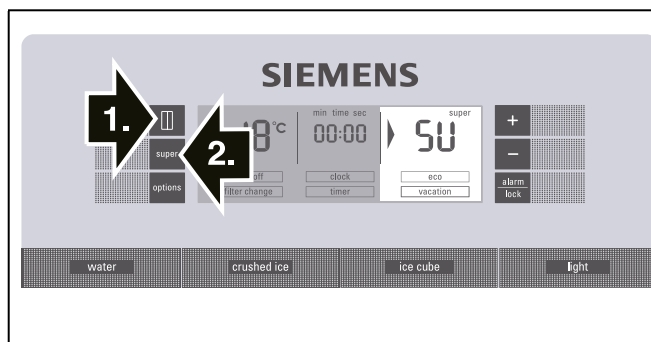 SIEMENS
min time sec
super
1.
8°C
00:00
SU
+
super
2.
–
options
off
clock
eco
alarm
lock
filter change
timer
vacation
water
crushed ice
ice cube
light